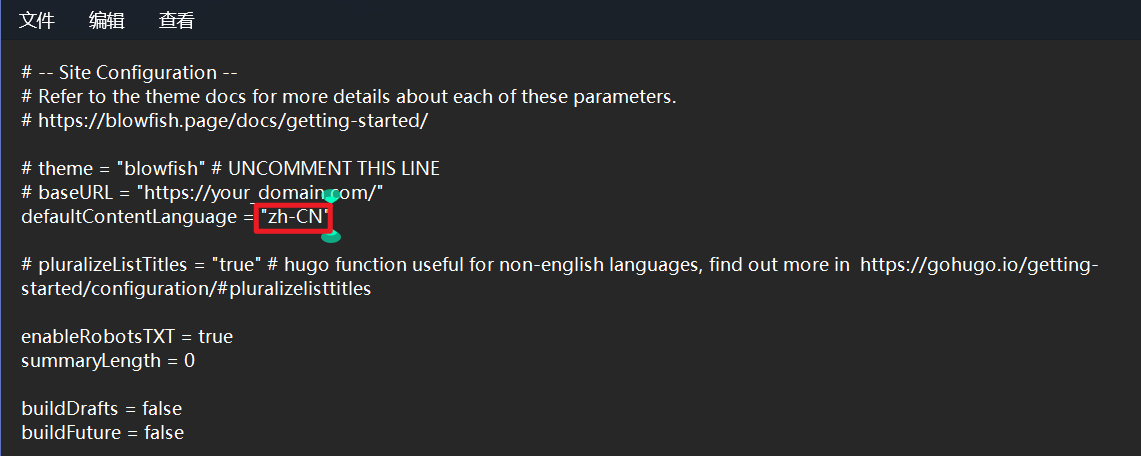 文件 编辑 查看
# -- Site Configuration --
# Refer to the theme docs for more details about each of these parameters.
# https://blowfish.page/docs/getting-started/
# theme = "blowfish" # UNCOMMENT THIS LINE
# baseURL = "https://your_domain.com/"
defaultContentLanguage = "zh-CN"
# pluralizeListTitles = "true" # hugo function useful for non-english languages, find out more in  https://gohugo.io/getting-
started/configuration/#pluralizelisttitles
enableRobotsTXT = true
summaryLength = 0
buildDrafts = false
buildFuture = false